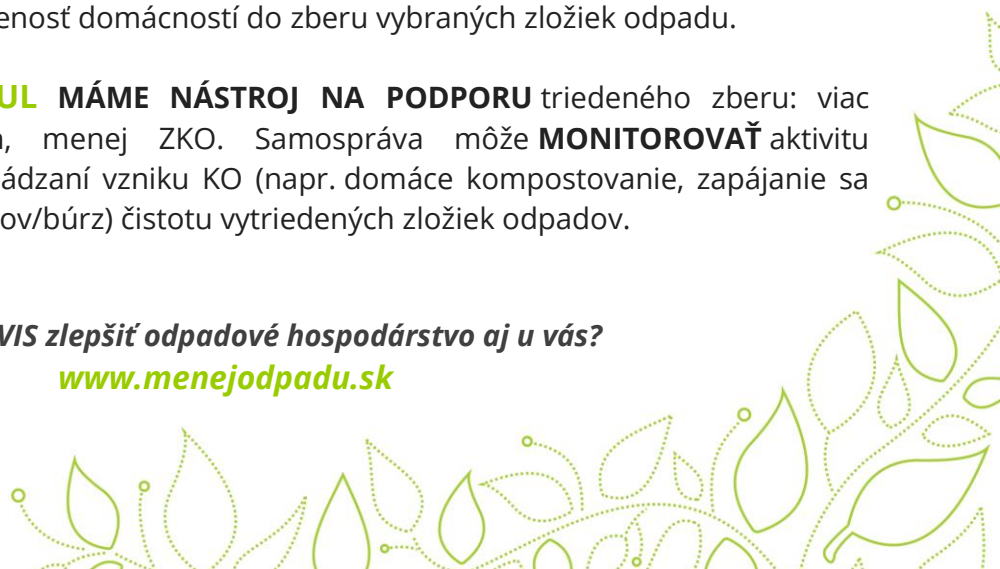 enosť domácností do zberu vybraných zložiek odpadu.
UL MÁME NÁSTROJ NA PODPORU triedeného zberu: viac
, menej ZKO. Samospráva môže MONITOROVAŤ aktivitu
ádzaní vzniku KO (napr. domáce kompostovanie, zapájanie sa
ov/búrz) čistotu vytriedených zložiek odpadov.
VIS zlepšiť odpadové hospodárstvo aj u vás?
www.menejodpadu.sk